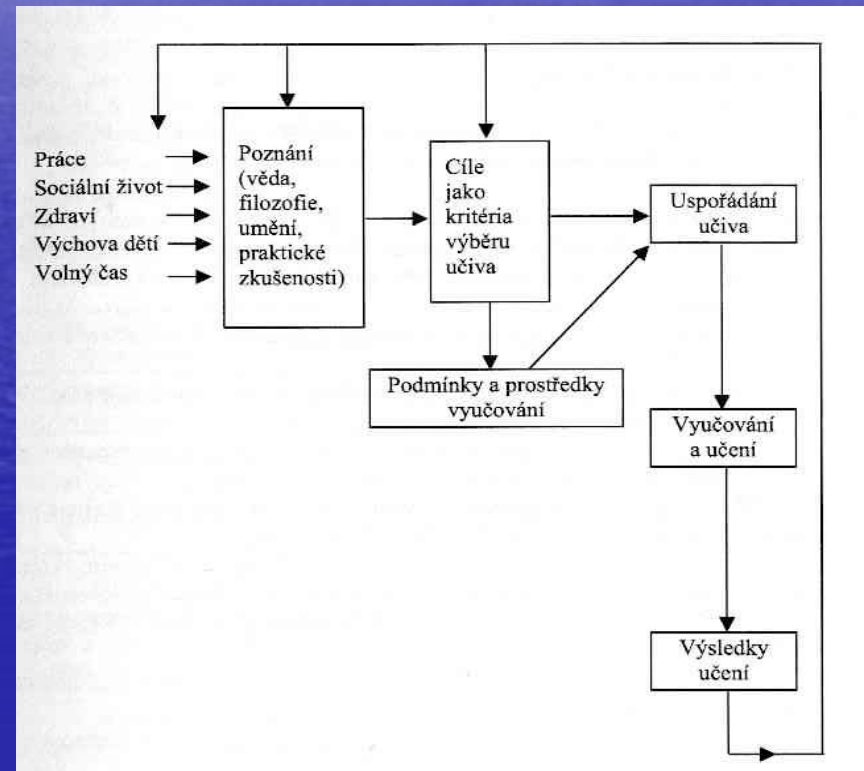 Práce
Sociální život
Zdraví
Výchova dětí
Volný čas
Poznání
(věda,
filozofie,
umění,
praktické
zkušenosti)
Cíle
jako
kritéria
výběru
učiva
Podmínky a prostředky
vyučování
Uspořádání
učiva
Vyučování
a učení
Výsledky
učení